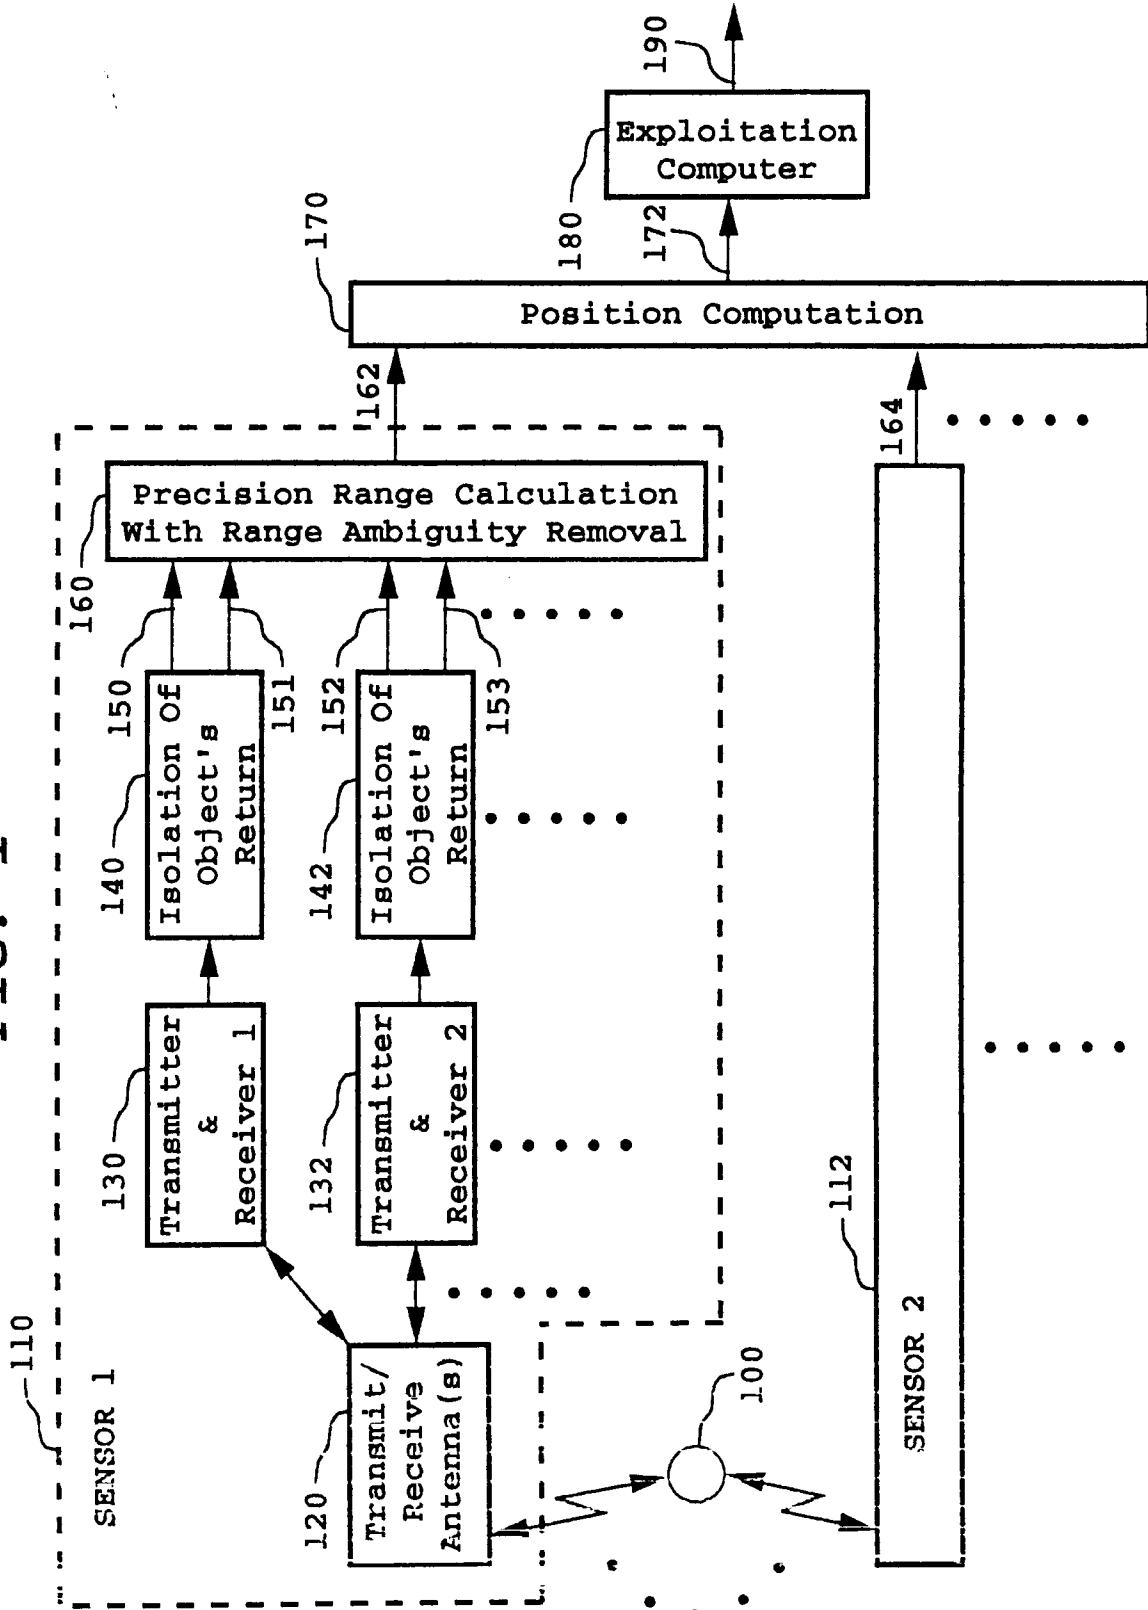 110
SENSOR 1
120
Transmit/
Receive
Antenna(s)
130
Transmitter
&
Receiver 1
132
Transmitter
&
Receiver 2
140
Isolation Of
Object's
Return
142
Isolation Of
Object's
Return
150
151
152
153
160
Precision Range Calculation
With Range Ambiguity Removal
162
100
112
SENSOR 2
164
170
Position Computation
172
180
Exploitation
Computer
190